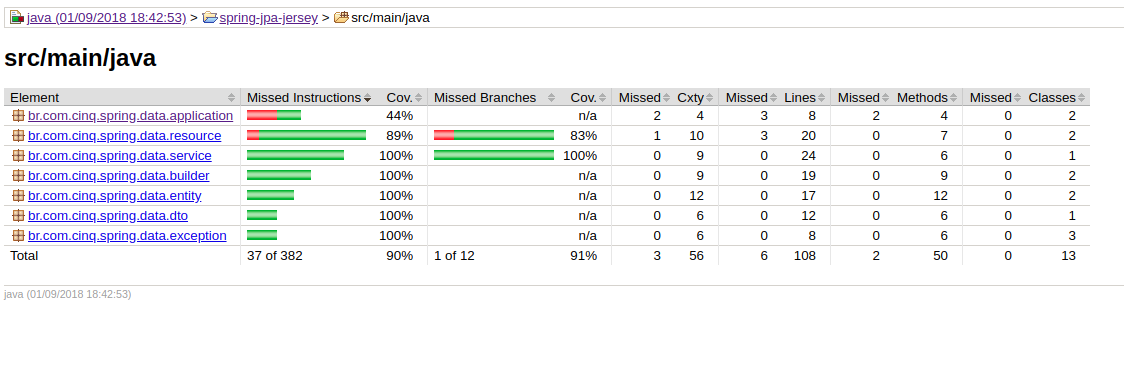 java (01/09/2018 18:42:53) > spring-jpa-jersey > src/main/java
src/main/java
Element Missed Instructions Cov. Missed Branches Cov. Missed Cxty Missed Lines Missed Methods Missed Classes
br.com.cinq.spring.data.application 44% n/a 2 4 3 8 2 4 0 2
br.com.cinq.spring.data.resource 89% 83% 1 10 3 20 0 7 0 2
br.com.cinq.spring.data.service 100% 100% 0 9 0 24 0 6 0 1
br.com.cinq.spring.data.builder 100% n/a 0 9 0 19 0 9 0 2
br.com.cinq.spring.data.entity 100% n/a 0 12 0 17 0 12 0 2
br.com.cinq.spring.data.dto 100% n/a 0 6 0 12 0 6 0 1
br.com.cinq.spring.data.exception 100% n/a 0 6 0 8 0 6 0 3
Total 37 of 382 90% 1 of 12 91% 3 56 6 108 2 50 0 13
java (01/09/2018 18:42:53)